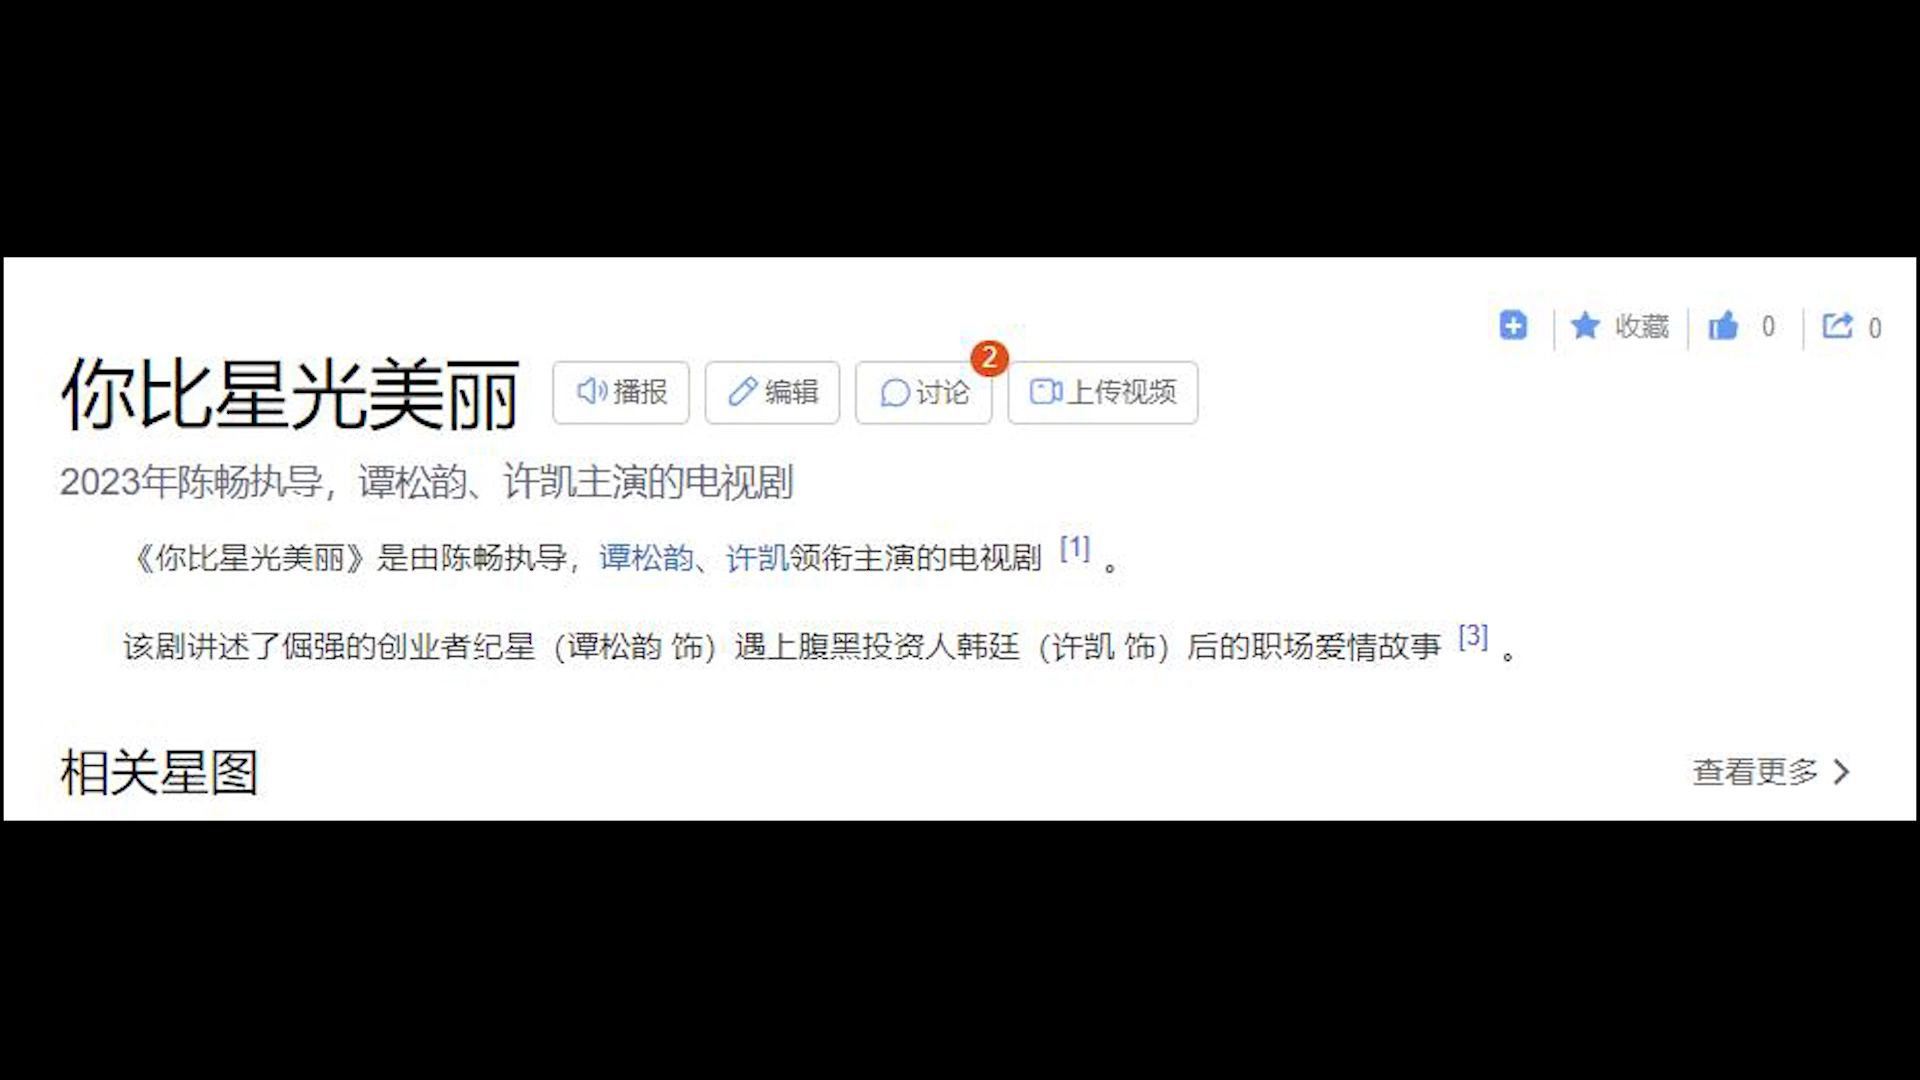 收藏 0 0
你比星光美丽 播报 编辑 讨论 2 上传视频
2023年陈畅执导，谭松韵、许凯主演的电视剧
《你比星光美丽》是由陈畅执导，谭松韵、许凯领衔主演的电视剧 [1] 。
该剧讲述了倔强的创业者纪星（谭松韵 饰）遇上腹黑投资人韩廷（许凯 饰）后的职场爱情故事 [3] 。
相关星图 查看更多